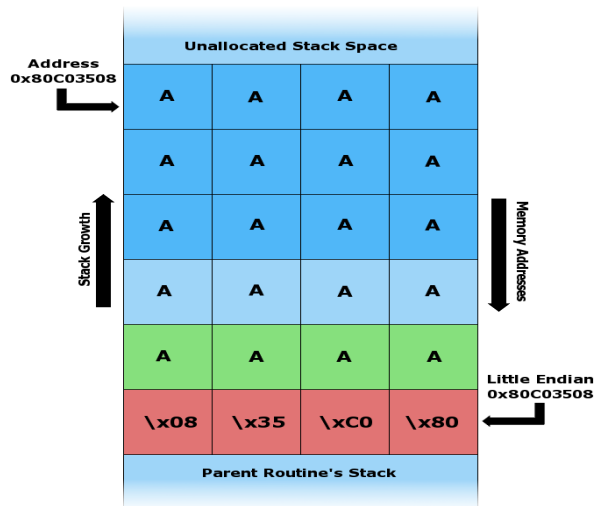 Unallocated Stack Space
Address
0x80C03508
A A A A
A A A A
Stack Growth
Memory Addresses
A A A A
A A A A
A A A A
Little Endian
0x80C03508
\x08 \x35 \xC0 \x80
Parent Routine's Stack